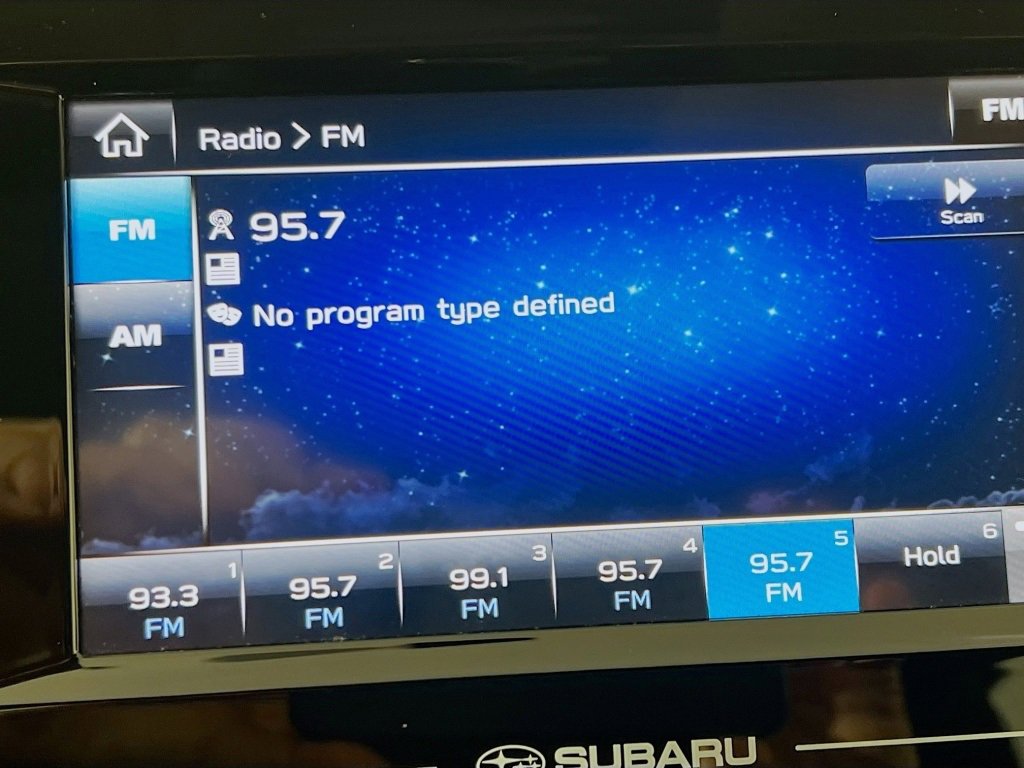 Radio > FM
FM
FM
95.7
Scan
No program type defined
AM
1
93.3
FM
2
95.7
FM
3
99.1
FM
4
95.7
FM
5
95.7
FM
6
Hold
SUBARU